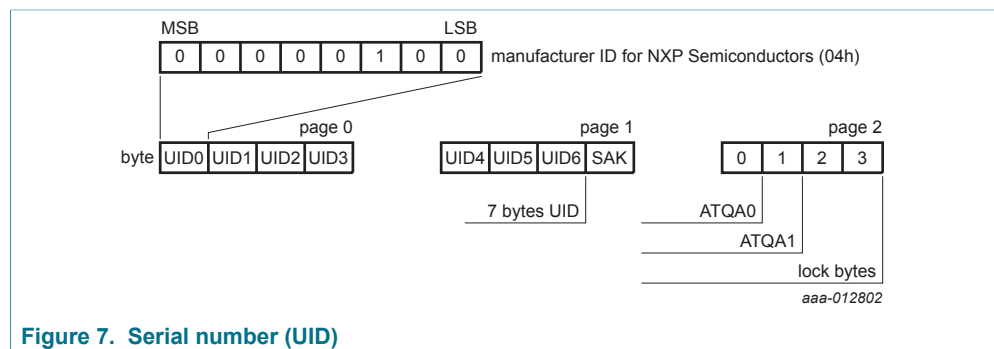 MSB LSB
0 0 0 0 0 1 0 0 manufacturer ID for NXP Semiconductors (04h)
page 0 page 1 page 2
byte UID0 UID1 UID2 UID3 UID4 UID5 UID6 SAK 0 1 2 3
7 bytes UID ATQA0
ATQA1
lock bytes
aaa-012802
Figure 7. Serial number (UID)